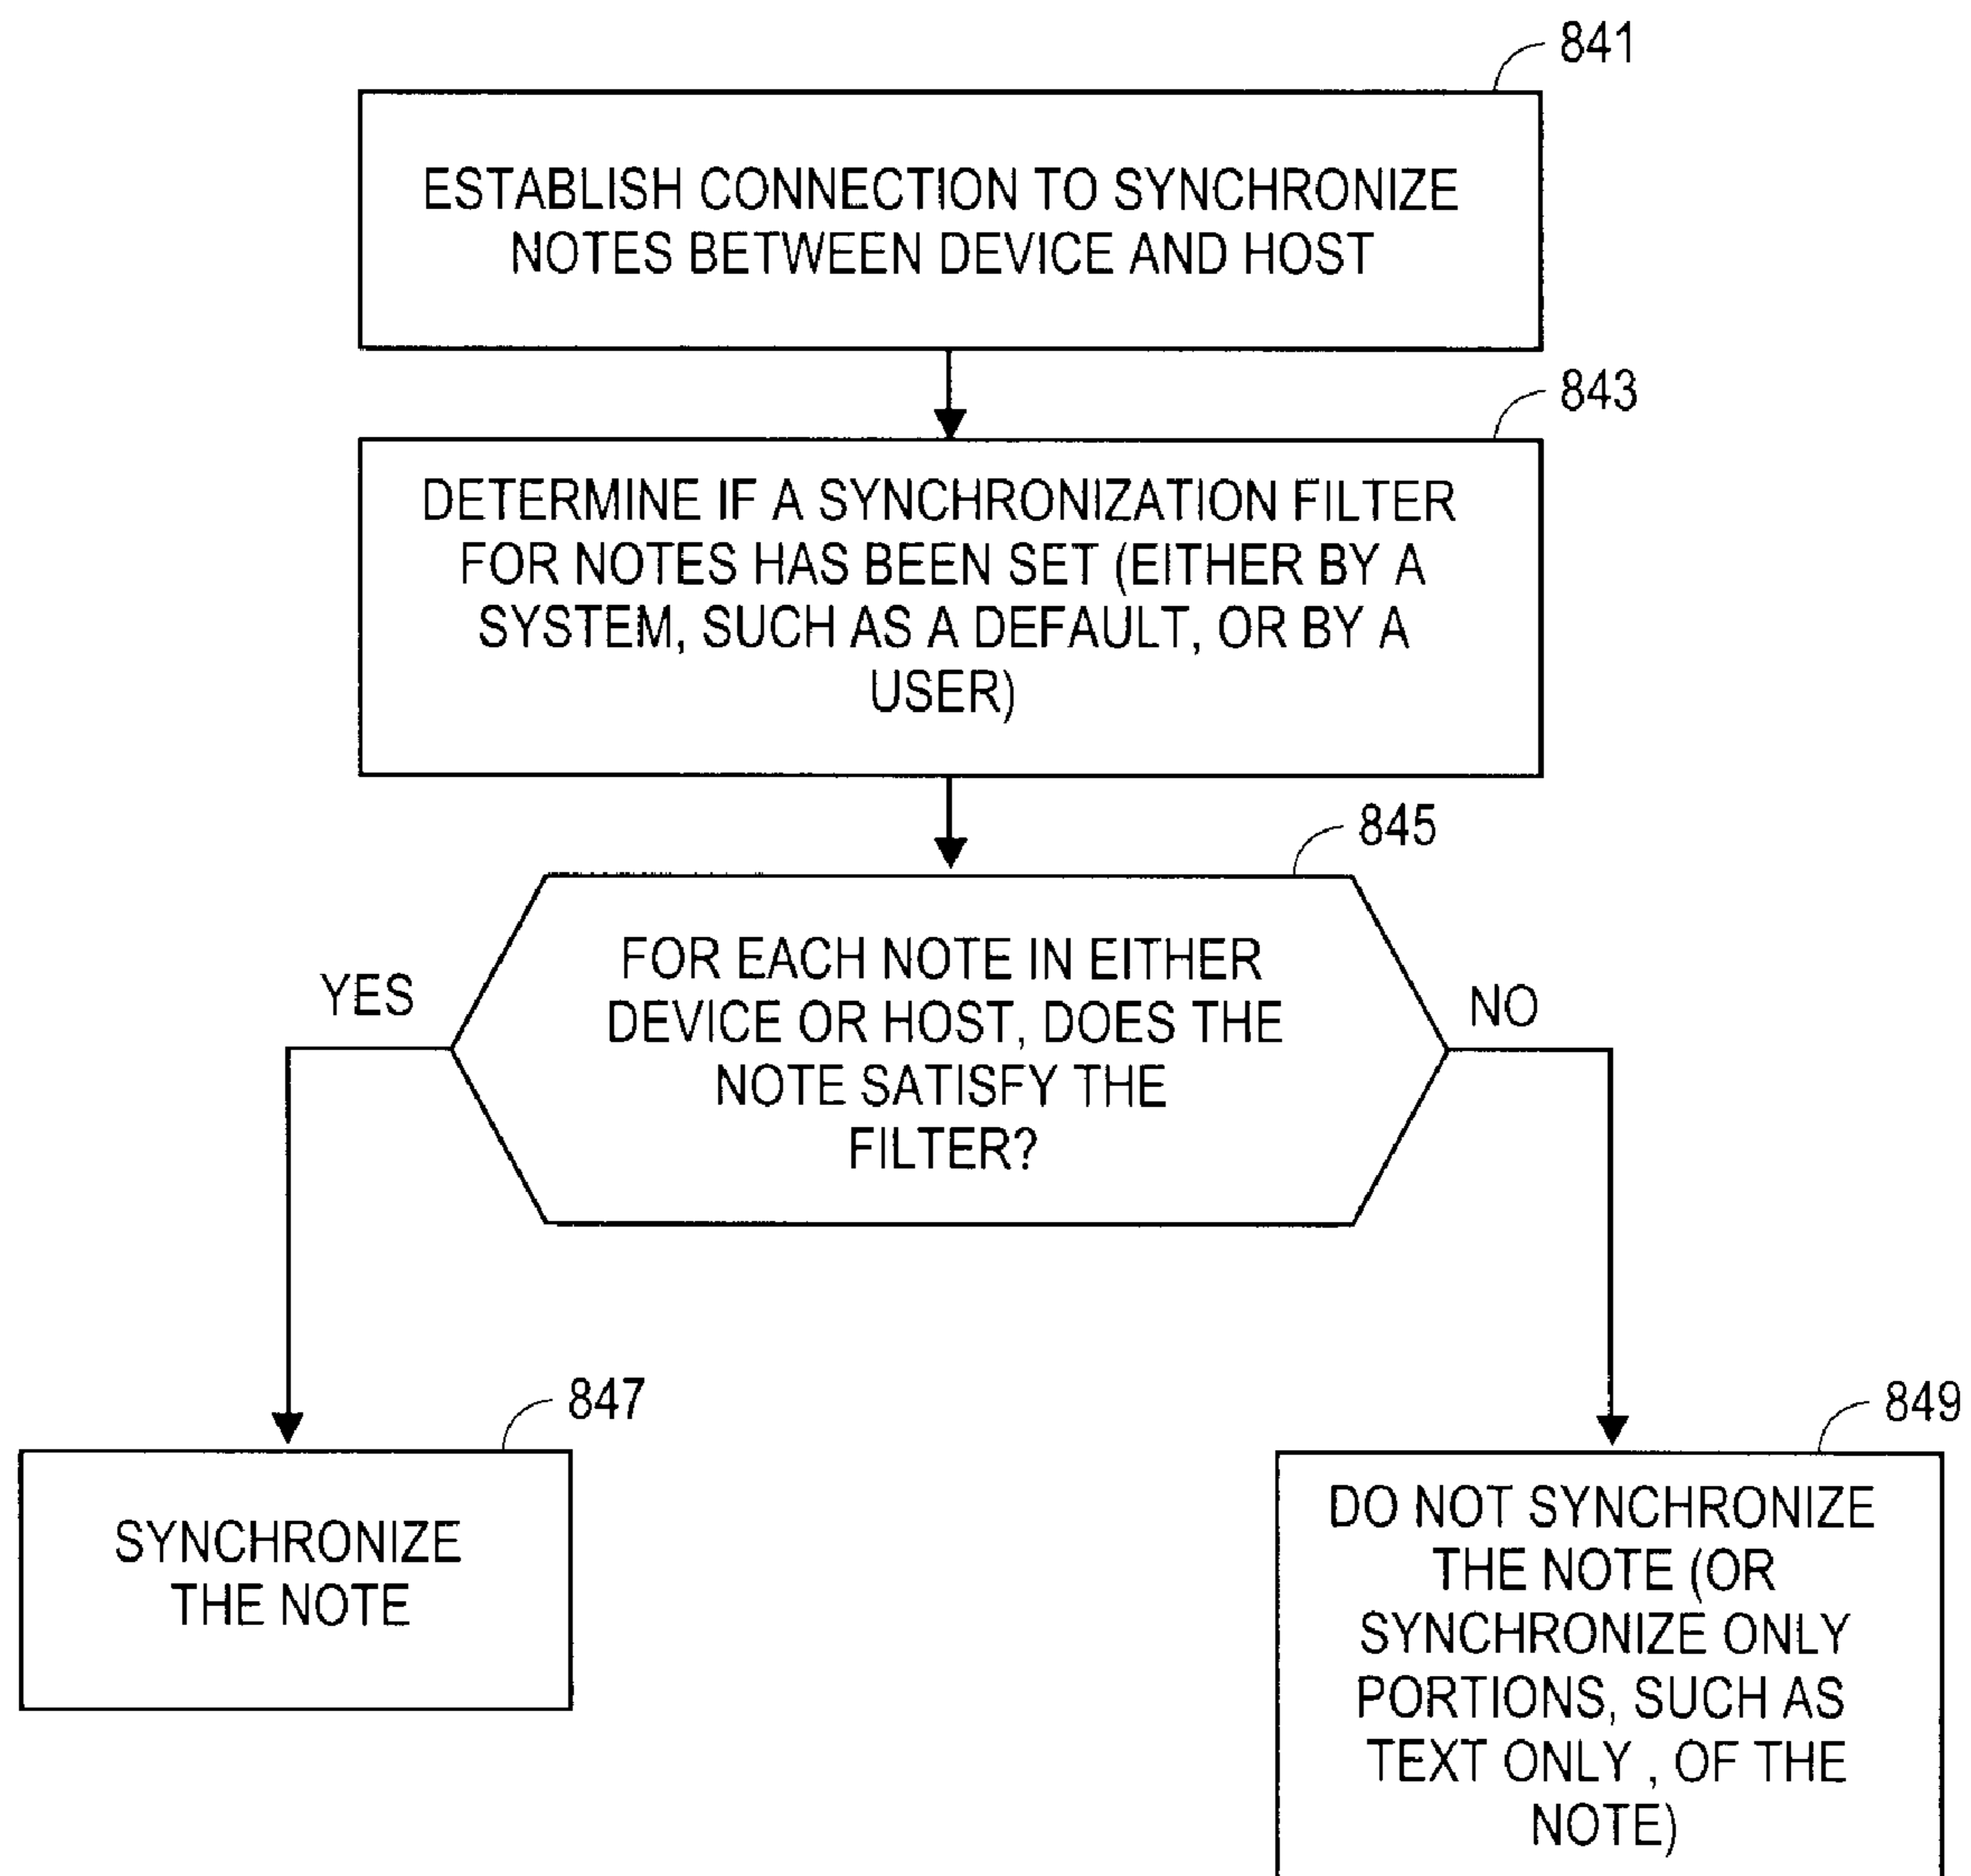 841
ESTABLISH CONNECTION TO SYNCHRONIZE
NOTES BETWEEN DEVICE AND HOST
843
DETERMINE IF A SYNCHRONIZATION FILTER
FOR NOTES HAS BEEN SET (EITHER BY A
SYSTEM, SUCH AS A DEFAULT, OR BY A
USER)
845
FOR EACH NOTE IN EITHER
DEVICE OR HOST, DOES THE
NOTE SATISFY THE
FILTER?
YES
NO
847
SYNCHRONIZE
THE NOTE
849
DO NOT SYNCHRONIZE
THE NOTE (OR
SYNCHRONIZE ONLY
PORTIONS, SUCH AS
TEXT ONLY , OF THE
NOTE)